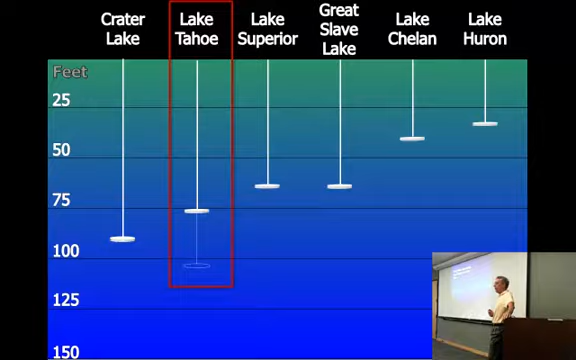 Crater
Lake
Lake
Tahoe
Lake
Superior
Great
Slave
Lake
Lake
Chelan
Lake
Huron
Feet
25
50
75
100
125
150